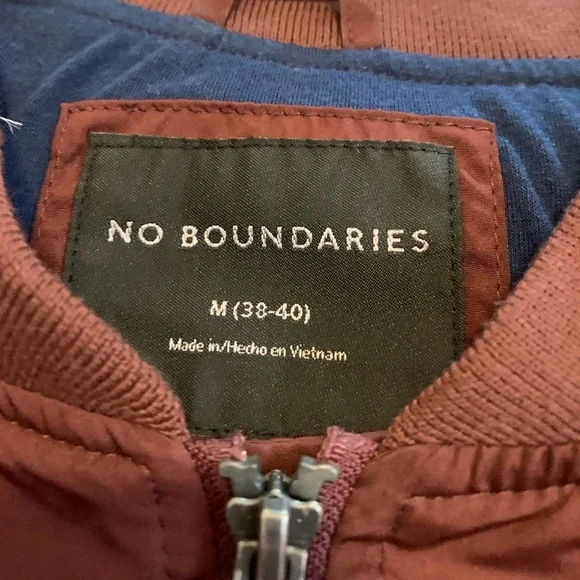 NO BOUNDARIES
M (38-40)
Made in/Hecho en Vietnam